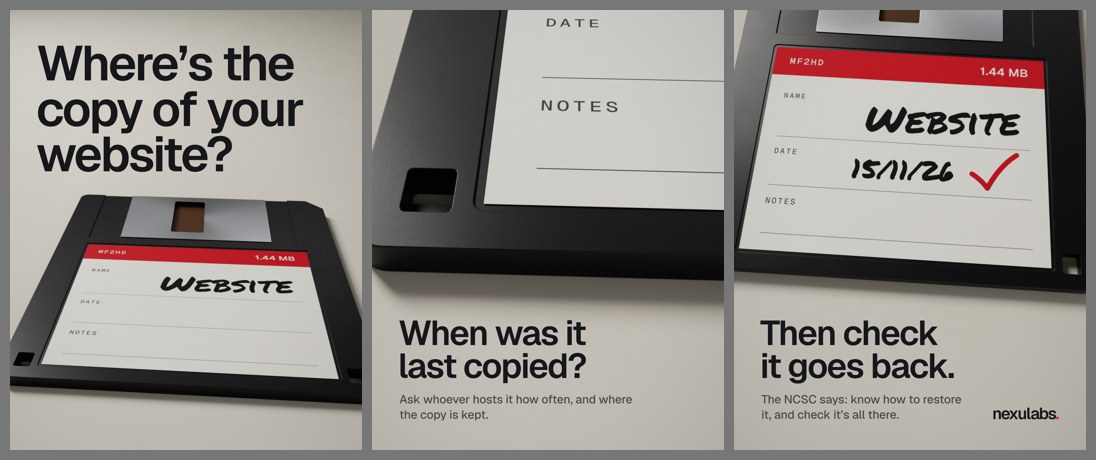 Where's the
copy of your
website?
MF2HD 1.44 MB
NAME
WEBSITE
DATE
NOTES
DATE
NOTES
When was it
last copied?
Ask whoever hosts it how often, and where
the copy is kept.
MF2HD 1.44 MB
NAME
WEBSITE
DATE
15/11/26
NOTES
Then check
it goes back.
The NCSC says: know how to restore
it, and check it's all there.
nexulabs.